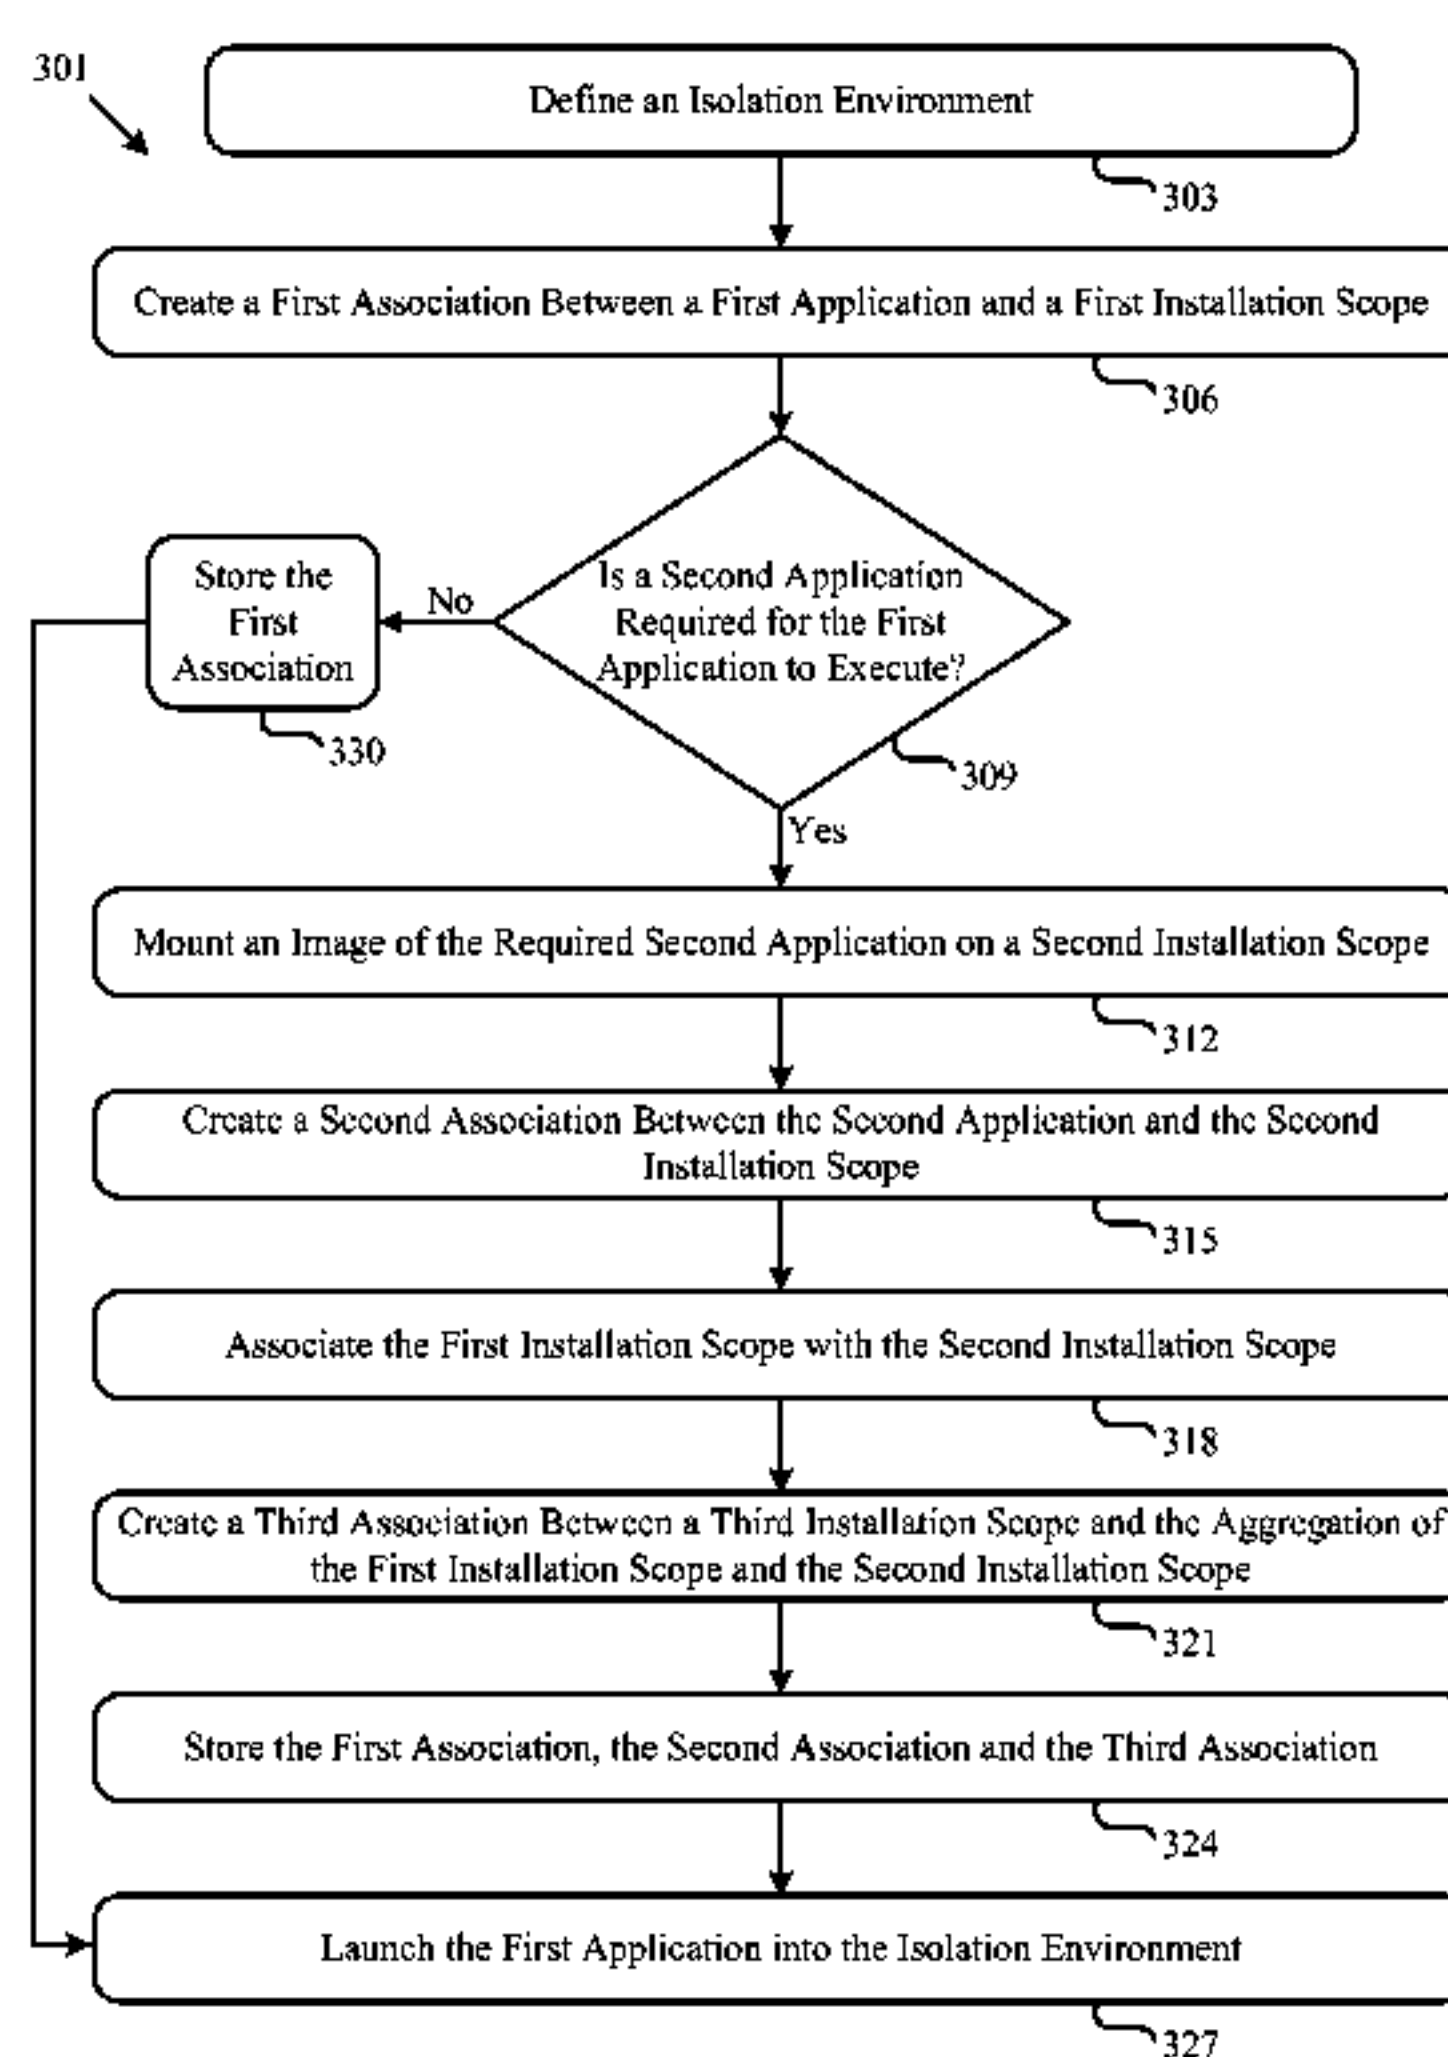 301
Define an Isolation Environment
303
Create a First Association Between a First Application and a First Installation Scope
306
Is a Second Application
Required for the First
Application to Execute?
309
No
Store the
First
Association
330
Yes
Mount an Image of the Required Second Application on a Second Installation Scope
312
Create a Second Association Between the Second Application and the Second
Installation Scope
315
Associate the First Installation Scope with the Second Installation Scope
318
Create a Third Association Between a Third Installation Scope and the Aggregation of
the First Installation Scope and the Second Installation Scope
321
Store the First Association, the Second Association and the Third Association
324
Launch the First Application into the Isolation Environment
327